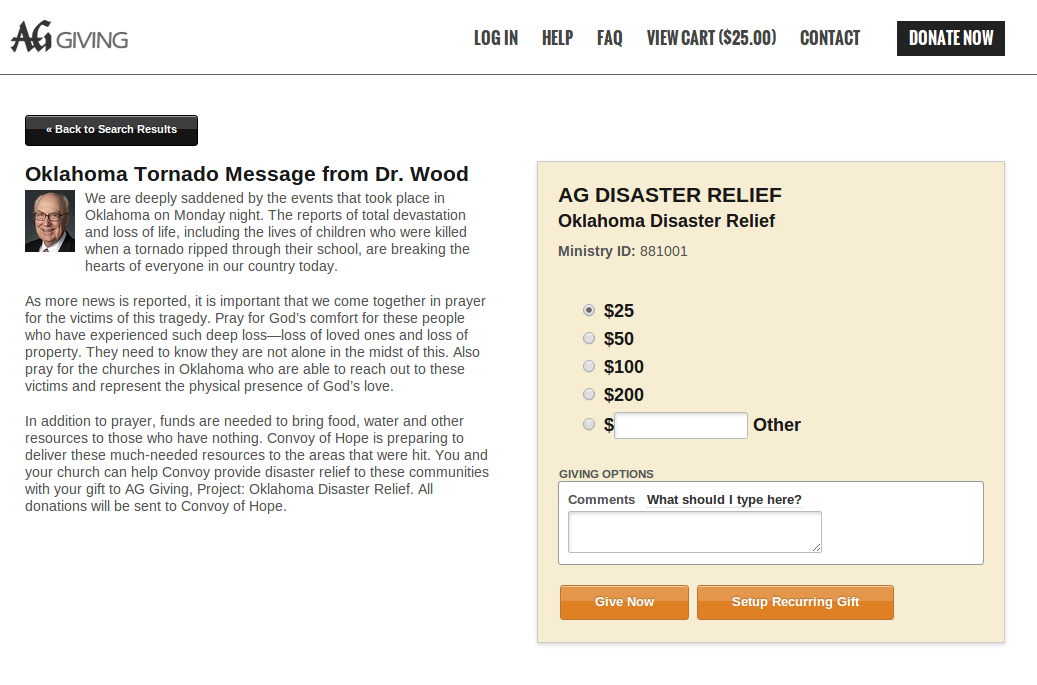 AG GIVING
LOG IN HELP FAQ VIEW CART ($25.00) CONTACT DONATE NOW
« Back to Search Results
Oklahoma Tornado Message from Dr. Wood
We are deeply saddened by the events that took place in
Oklahoma on Monday night. The reports of total devastation
and loss of life, including the lives of children who were killed
when a tornado ripped through their school, are breaking the
hearts of everyone in our country today.
As more news is reported, it is important that we come together in prayer
for the victims of this tragedy. Pray for God’s comfort for these people
who have experienced such deep loss—loss of loved ones and loss of
property. They need to know they are not alone in the midst of this. Also
pray for the churches in Oklahoma who are able to reach out to these
victims and represent the physical presence of God’s love.
In addition to prayer, funds are needed to bring food, water and other
resources to those who have nothing. Convoy of Hope is preparing to
deliver these much-needed resources to the areas that were hit. You and
your church can help Convoy provide disaster relief to these communities
with your gift to AG Giving, Project: Oklahoma Disaster Relief. All
donations will be sent to Convoy of Hope.
AG DISASTER RELIEF
Oklahoma Disaster Relief
Ministry ID: 881001
$25
$50
$100
$200
$ Other
GIVING OPTIONS
Comments What should I type here?
Give Now Setup Recurring Gift